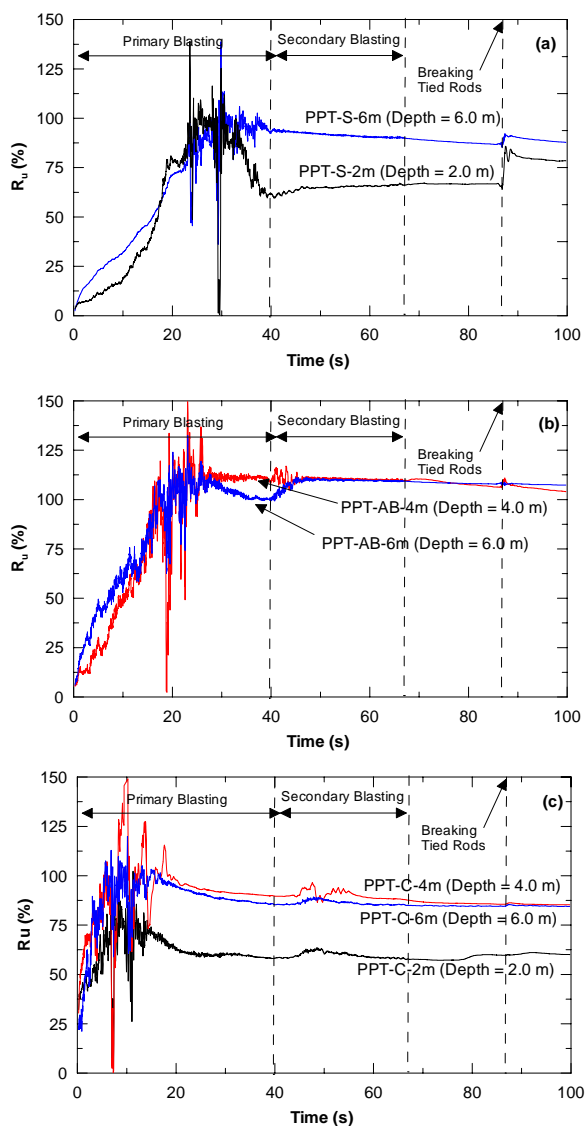 150
125
100
75
50
25
0
R_u (%)
Primary Blasting
Secondary Blasting
(a)
Breaking
Tied Rods
PPT-S-6m (Depth = 6.0 m)
PPT-S-2m (Depth = 2.0 m)
0 20 40 60 80 100
Time (s)
150
125
100
75
50
25
0
R_u (%)
Primary Blasting
Secondary Blasting
(b)
Breaking
Tied Rods
PPT-AB-4m (Depth = 4.0 m)
PPT-AB-6m (Depth = 6.0 m)
0 20 40 60 80 100
Time (s)
150
125
100
75
50
25
0
Ru (%)
Primary Blasting
Secondary Blasting
(c)
Breaking
Tied Rods
PPT-C-4m (Depth = 4.0 m)
PPT-C-6m (Depth = 6.0 m)
PPT-C-2m (Depth = 2.0 m)
0 20 40 60 80 100
Time (s)